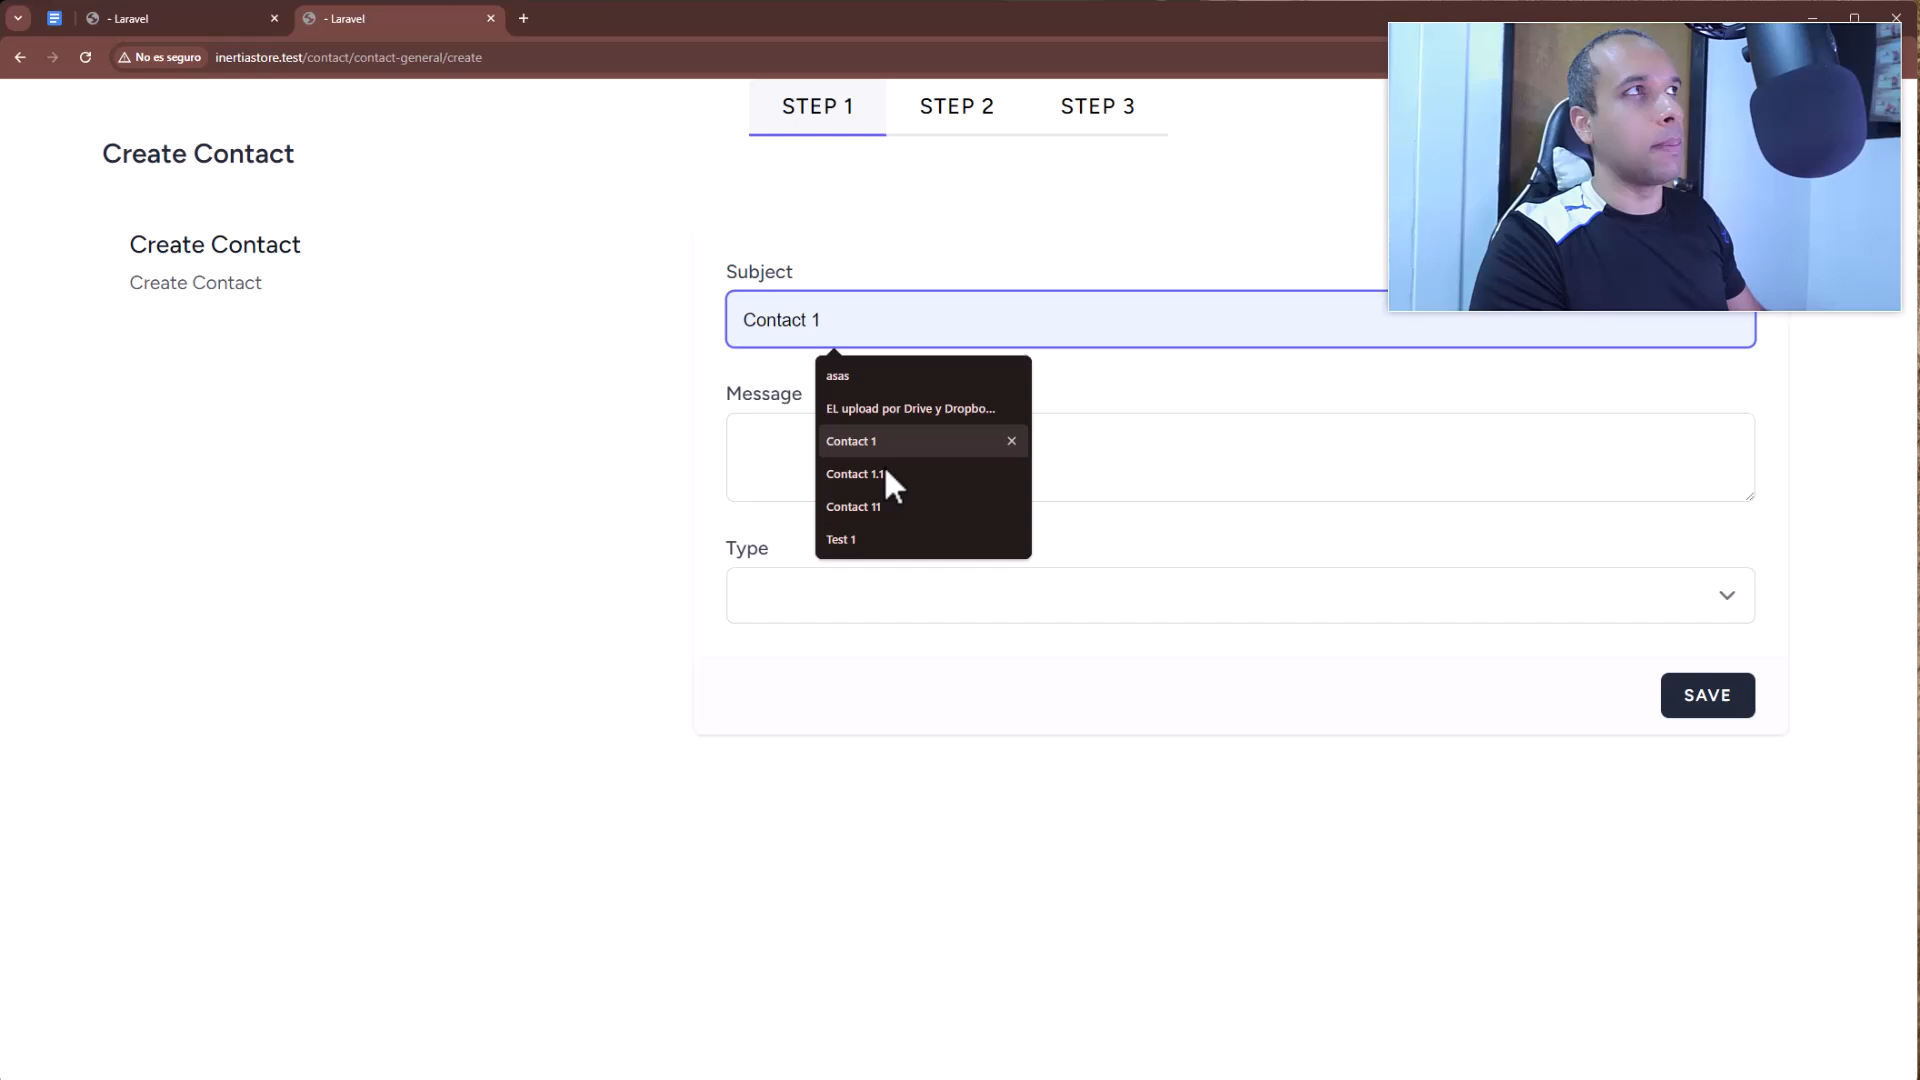 - Laravel
- Laravel
No es seguro
inertiastore.test/contact/contact-general/create
STEP 1
STEP 2
STEP 3
Create Contact
Create Contact
Create Contact
Subject
Contact 1
asas
EL upload por Drive y Dropbo...
Contact 1
Contact 1.1
Contact 11
Test 1
Message
Type
SAVE